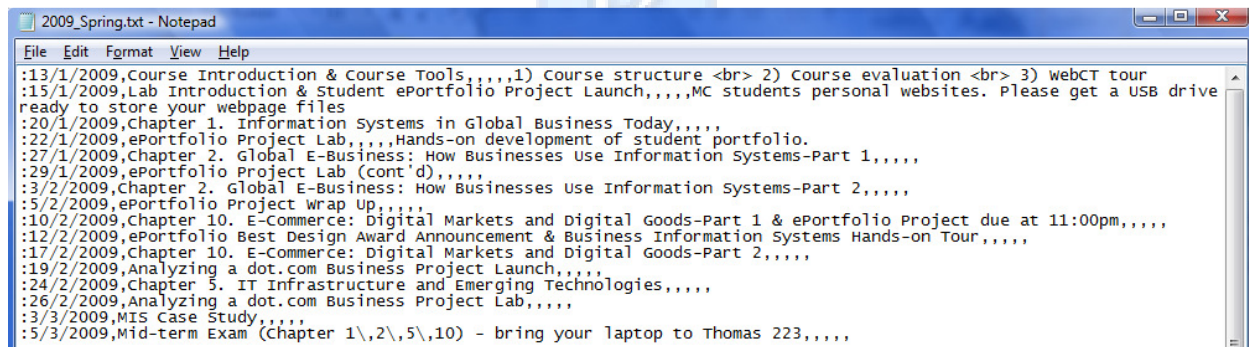 2009_Spring.txt - Notepad
File Edit Format View Help
:13/1/2009,Course Introduction & Course Tools,,,,,1) Course structure <br> 2) Course evaluation <br> 3) WebCT tour
:15/1/2009,Lab Introduction & Student ePortfolio Project Launch,,,,,MC students personal websites. Please get a USB drive
ready to store your webpage files
:20/1/2009,Chapter 1. Information Systems in Global Business Today,,,,,
:22/1/2009,ePortfolio Project Lab,,,,,Hands-on development of student portfolio.
:27/1/2009,Chapter 2. Global E-Business: How Businesses Use Information Systems-Part 1,,,,,
:29/1/2009,ePortfolio Project Lab (cont'd),,,,,
:3/2/2009,Chapter 2. Global E-Business: How Businesses Use Information Systems-Part 2,,,,,
:5/2/2009,ePortfolio Project Wrap Up,,,,,
:10/2/2009,Chapter 10. E-Commerce: Digital Markets and Digital Goods-Part 1 & ePortfolio Project due at 11:00pm,,,,,
:12/2/2009,ePortfolio Best Design Award Announcement & Business Information Systems Hands-on Tour,,,,,
:17/2/2009,Chapter 10. E-Commerce: Digital Markets and Digital Goods-Part 2,,,,,
:19/2/2009,Analyzing a dot.com Business Project Launch,,,,,
:24/2/2009,Chapter 5. IT Infrastructure and Emerging Technologies,,,,,
:26/2/2009,Analyzing a dot.com Business Project Lab,,,,,
:3/3/2009,MIS Case Study,,,,,
:5/3/2009,Mid-term Exam (Chapter 1\,2\,5\,10) - bring your laptop to Thomas 223,,,,,